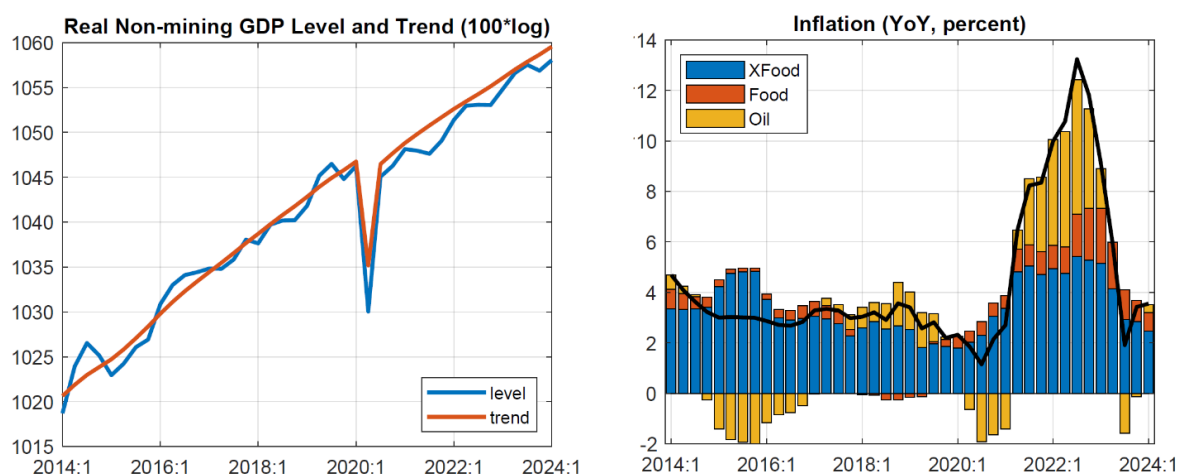 Real Non-mining GDP Level and Trend (100*log)
1060
1055
1050
1045
1040
1035
1030
1025
1020
1015
2014:1 2016:1 2018:1 2020:1 2022:1 2024:1
level
trend
Inflation (YoY, percent)
14
12
10
8
6
4
2
0
-2
2014:1 2016:1 2018:1 2020:1 2022:1 2024:1
XFood
Food
Oil